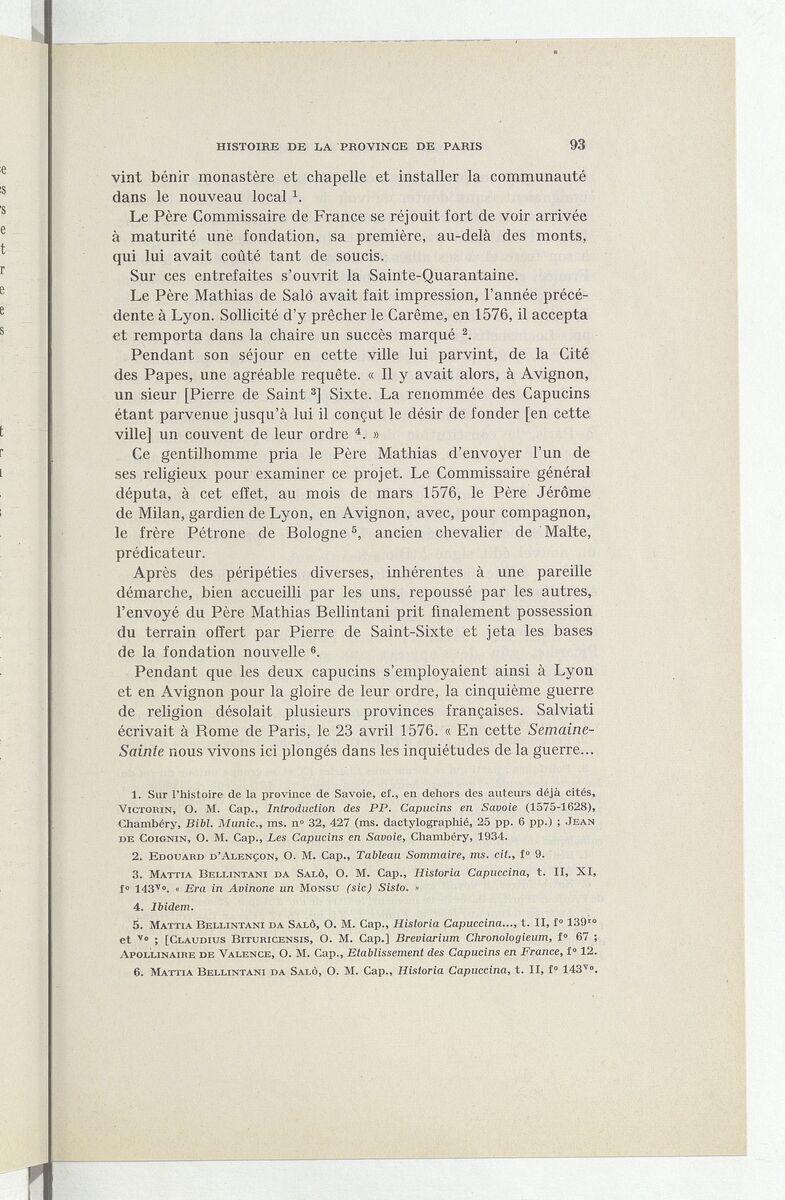 HISTOIRE DE LA PROVINCE DE PARIS 93
vint bénir monastère et chapelle et installer la communauté
dans le nouveau local ¹.
Le Père Commissaire de France se réjouit fort de voir arrivée
à maturité une fondation, sa première, au-delà des monts,
qui lui avait coûté tant de soucis.
Sur ces entrefaites s'ouvrit la Sainte-Quarantaine.
Le Père Mathias de Salò avait fait impression, l'année précé-
dente à Lyon. Sollicité d'y prêcher le Carême, en 1576, il accepta
et remporta dans la chaire un succès marqué ².
Pendant son séjour en cette ville lui parvint, de la Cité
des Papes, une agréable requête. « Il y avait alors, à Avignon,
un sieur [Pierre de Saint ³] Sixte. La renommée des Capucins
étant parvenue jusqu'à lui il conçut le désir de fonder [en cette
ville] un couvent de leur ordre ⁴. »
Ce gentilhomme pria le Père Mathias d'envoyer l'un de
ses religieux pour examiner ce projet. Le Commissaire général
députa, à cet effet, au mois de mars 1576, le Père Jérôme
de Milan, gardien de Lyon, en Avignon, avec, pour compagnon,
le frère Pétrone de Bologne ⁵, ancien chevalier de Malte,
prédicateur.
Après des péripéties diverses, inhérentes à une pareille
démarche, bien accueilli par les uns, repoussé par les autres,
l'envoyé du Père Mathias Bellintani prit finalement possession
du terrain offert par Pierre de Saint-Sixte et jeta les bases
de la fondation nouvelle ⁶.
Pendant que les deux capucins s'employaient ainsi à Lyon
et en Avignon pour la gloire de leur ordre, la cinquième guerre
de religion désolait plusieurs provinces françaises. Salviati
écrivait à Rome de Paris, le 23 avril 1576. « En cette Semaine-
Sainte nous vivons ici plongés dans les inquiétudes de la guerre...
1. Sur l'histoire de la province de Savoie, cf., en dehors des auteurs déjà cités,
VICTORIN, O. M. Cap., Introduction des PP. Capucins en Savoie (1575-1628),
Chambéry, Bibl. Munic., ms. nº 32, 427 (ms. dactylographié, 25 pp. 6 pp.) ; JEAN
DE COIGNIN, O. M. Cap., Les Capucins en Savoie, Chambéry, 1934.
2. EDOUARD D'ALENÇON, O. M. Cap., Tableau Sommaire, ms. cit., fº 9.
3. MATTIA BELLINTANI DA SALÒ, O. M. Cap., Historia Capuccina, t. II, XI,
fº 143ᵛº. « Era in Avinone un MONSU (sic) Sisto. »
4. Ibidem.
5. MATTIA BELLINTANI DA SALÒ, O. M. Cap., Historia Capuccina..., t. II, fº 139ʳº
et ᵛº ; [CLAUDIUS BITURICENSIS, O. M. Cap.] Breviarium Chronologieum, fº 67 ;
APOLLINAIRE DE VALENCE, O. M. Cap., Etablissement des Capucins en France, fº 12.
6. MATTIA BELLINTANI DA SALÒ, O. M. Cap., Historia Capuccina, t. II, fº 143ᵛº.